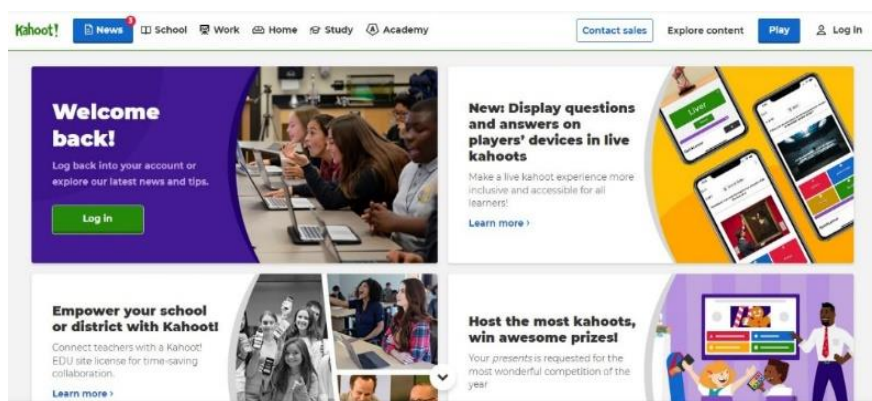 Kahoot!
News
3
School
Work
Home
Study
Academy
Contact sales
Explore content
Play
Log in
Welcome
back!
Log back into your account or
explore our latest news and tips.
Log in
New: Display questions
and answers on
players' devices in live
kahoots
Make a live kahoot experience more
inclusive and accessible for all
learners!
Learn more ›
Liver
Empower your school
or district with Kahoot!
Connect teachers with a Kahoot!
EDU site license for time-saving
collaboration.
Learn more ›
Host the most kahoots,
win awesome prizes!
Your presents is requested for the
most wonderful competition of the
year